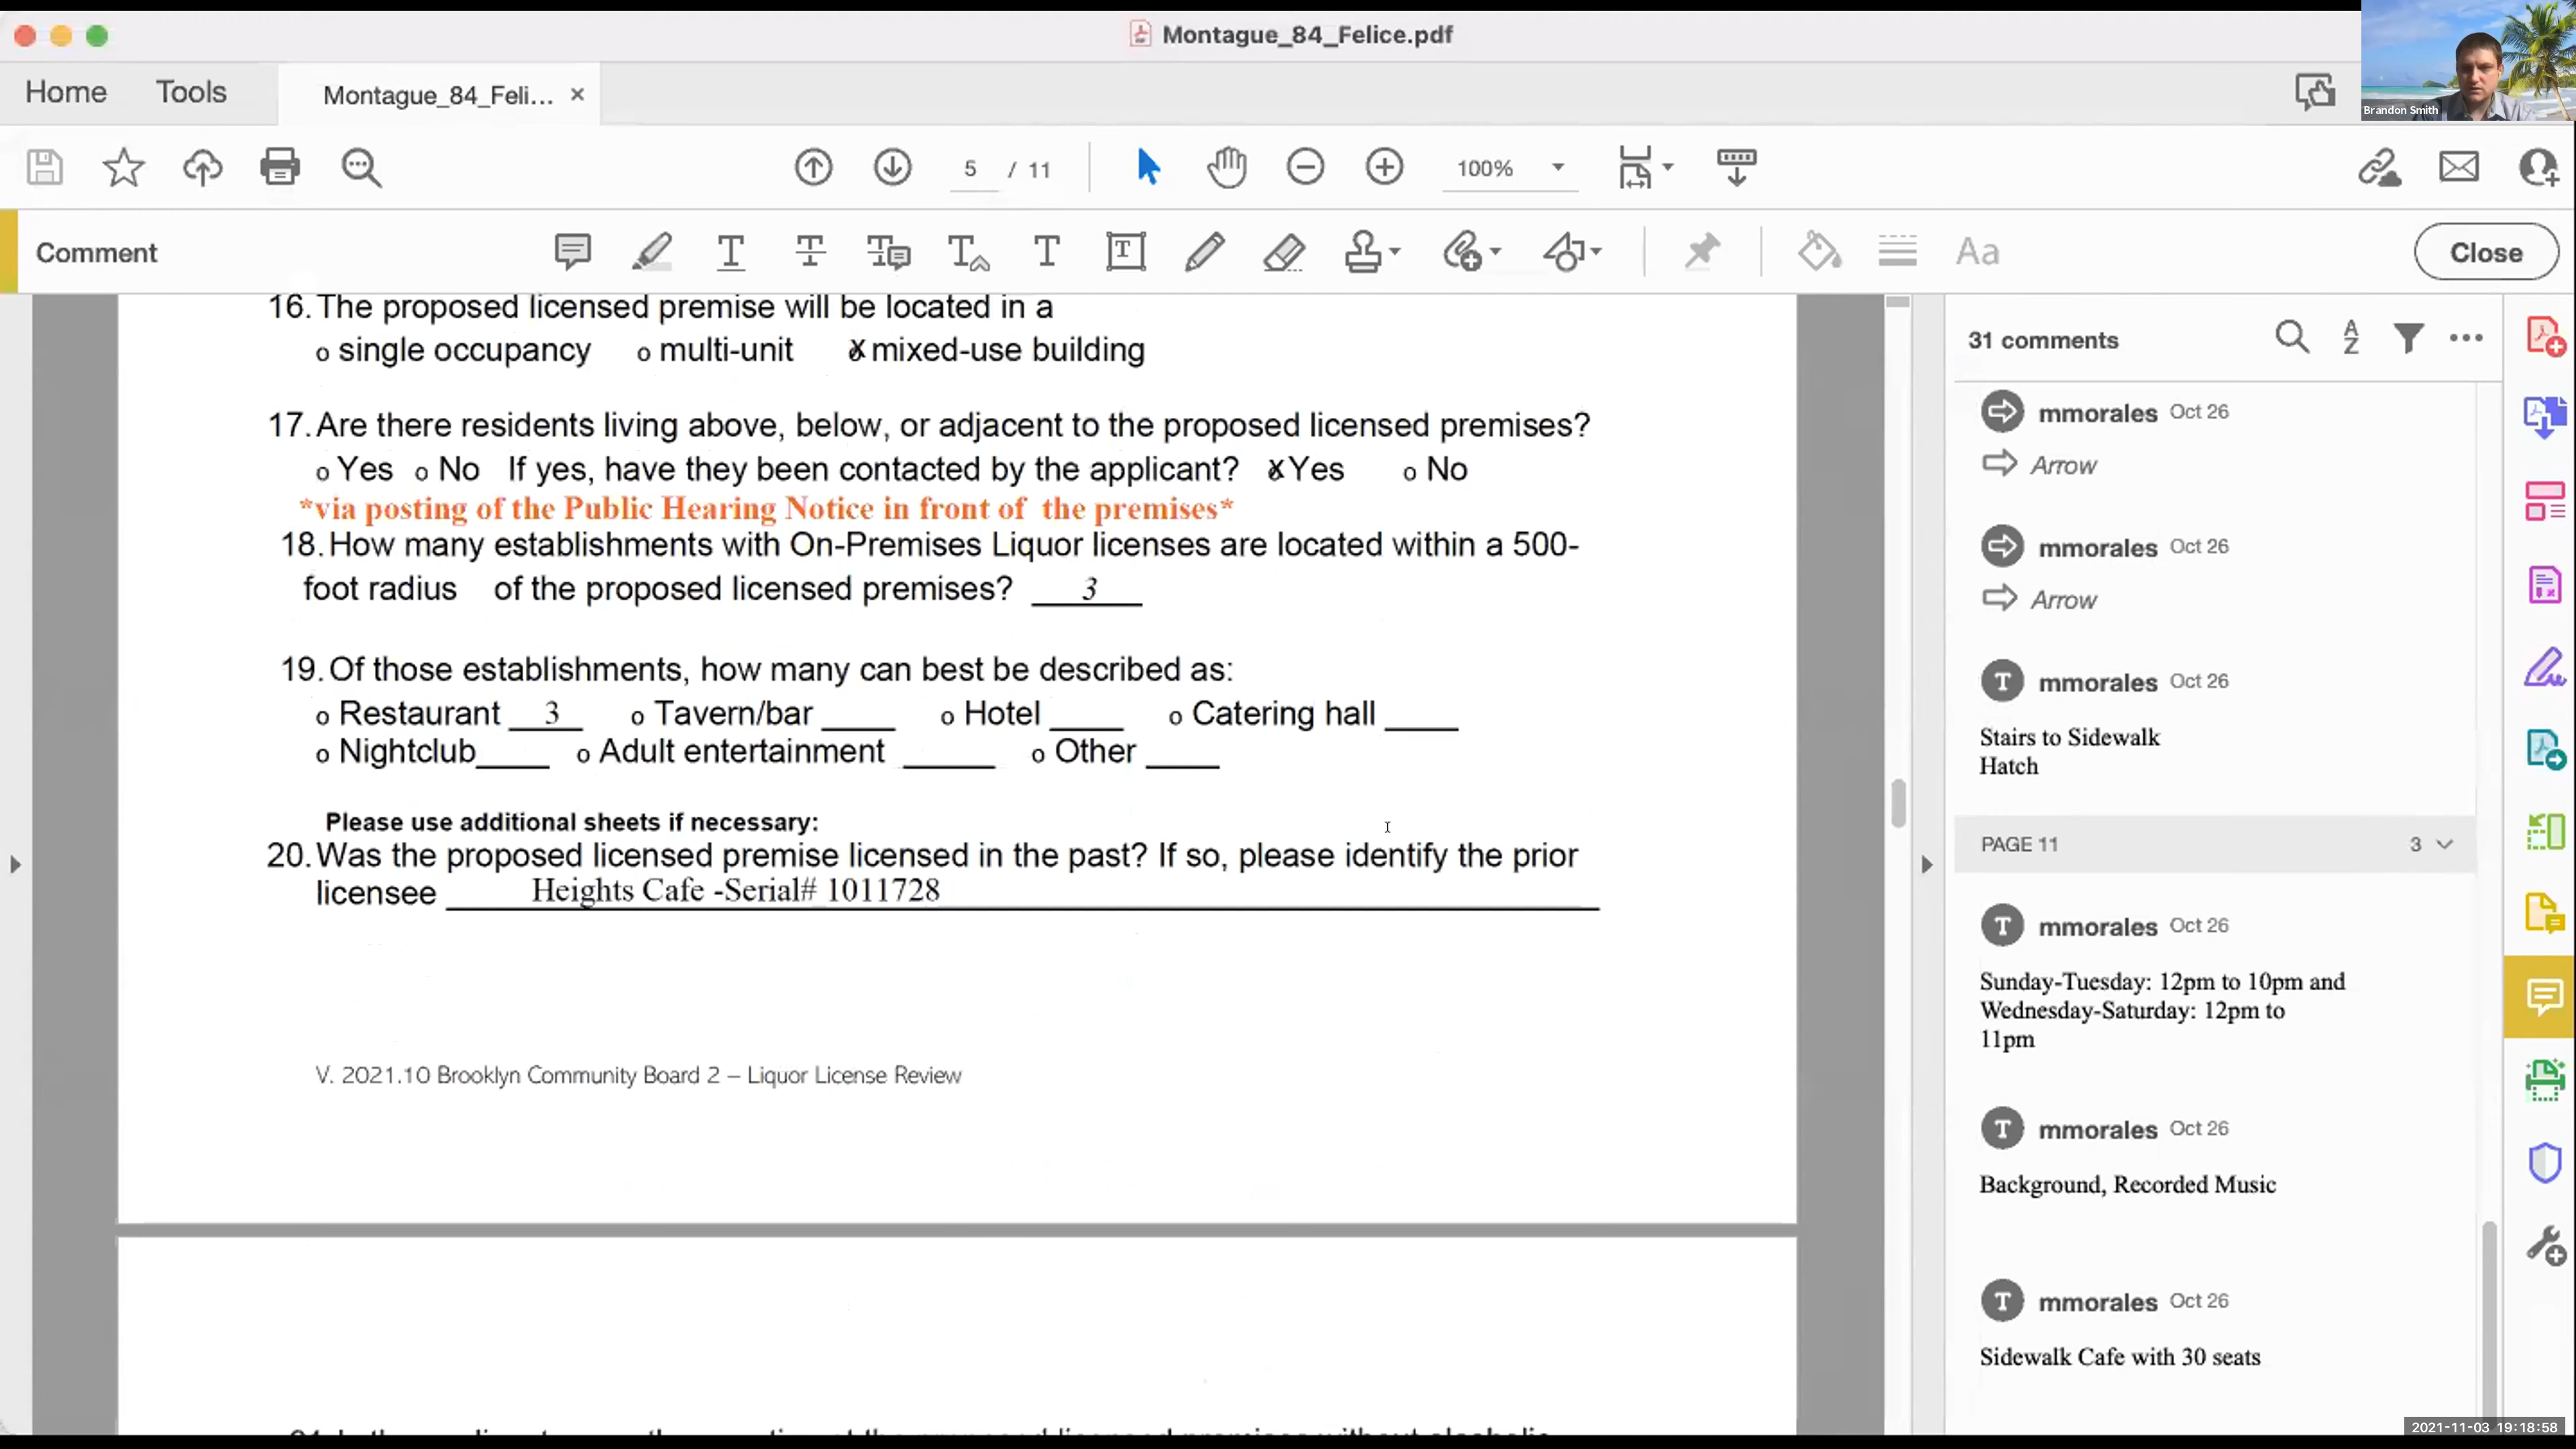 Montague_84_Felice.pdf
Brandon Smith
Home Tools Montague_84_Feli... ×
5 / 11 100%
Comment Close
16. The proposed licensed premise will be located in a
o single occupancy o multi-unit x mixed-use building
17. Are there residents living above, below, or adjacent to the proposed licensed premises?
o Yes o No If yes, have they been contacted by the applicant? x Yes o No
*via posting of the Public Hearing Notice in front of the premises*
18. How many establishments with On-Premises Liquor licenses are located within a 500-
foot radius of the proposed licensed premises? 3
19. Of those establishments, how many can best be described as:
o Restaurant 3 o Tavern/bar ____ o Hotel ____ o Catering hall ____
o Nightclub____ o Adult entertainment _____ o Other ____
Please use additional sheets if necessary:
20. Was the proposed licensed premise licensed in the past? If so, please identify the prior
licensee Heights Cafe -Serial# 1011728
V. 2021.10 Brooklyn Community Board 2 – Liquor License Review
31 comments
mmorales Oct 26
Arrow
mmorales Oct 26
Arrow
mmorales Oct 26
Stairs to Sidewalk
Hatch
PAGE 11 3
mmorales Oct 26
Sunday-Tuesday: 12pm to 10pm and
Wednesday-Saturday: 12pm to
11pm
mmorales Oct 26
Background, Recorded Music
mmorales Oct 26
Sidewalk Cafe with 30 seats
2021-11-03 19:18:58